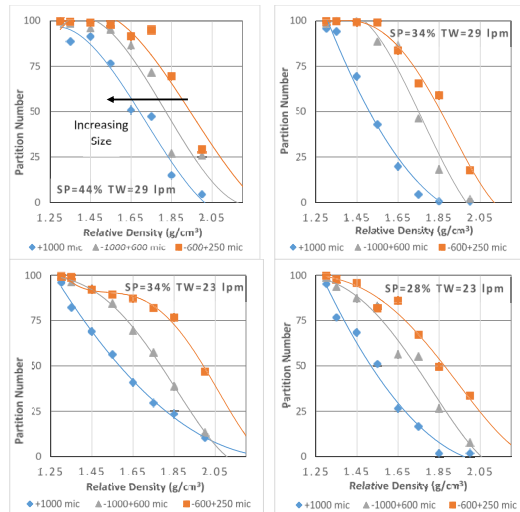 100
75
50
25
0
Partition Number
Increasing
Size
SP=44% TW=29 lpm
1.25 1.45 1.65 1.85 2.05
Relative Density (g/cm³)
+1000 mic -1000+600 mic -600+250 mic
100
75
50
25
0
Partition Number
SP=34% TW=29 lpm
1.25 1.45 1.65 1.85 2.05
Relative Density (g/cm³)
+1000 mic -1000+600 mic -600+250 mic
100
75
50
25
0
Partition Number
SP=34% TW=23 lpm
1.25 1.45 1.65 1.85 2.05
Relative Density (g/cm³)
+1000 mic -1000+600 mic -600+250 mic
100
75
50
25
0
Partition Number
SP=28% TW=23 lpm
1.25 1.45 1.65 1.85 2.05
Relative Density (g/cm³)
+1000 mic -1000+600 mic -600+250 mic